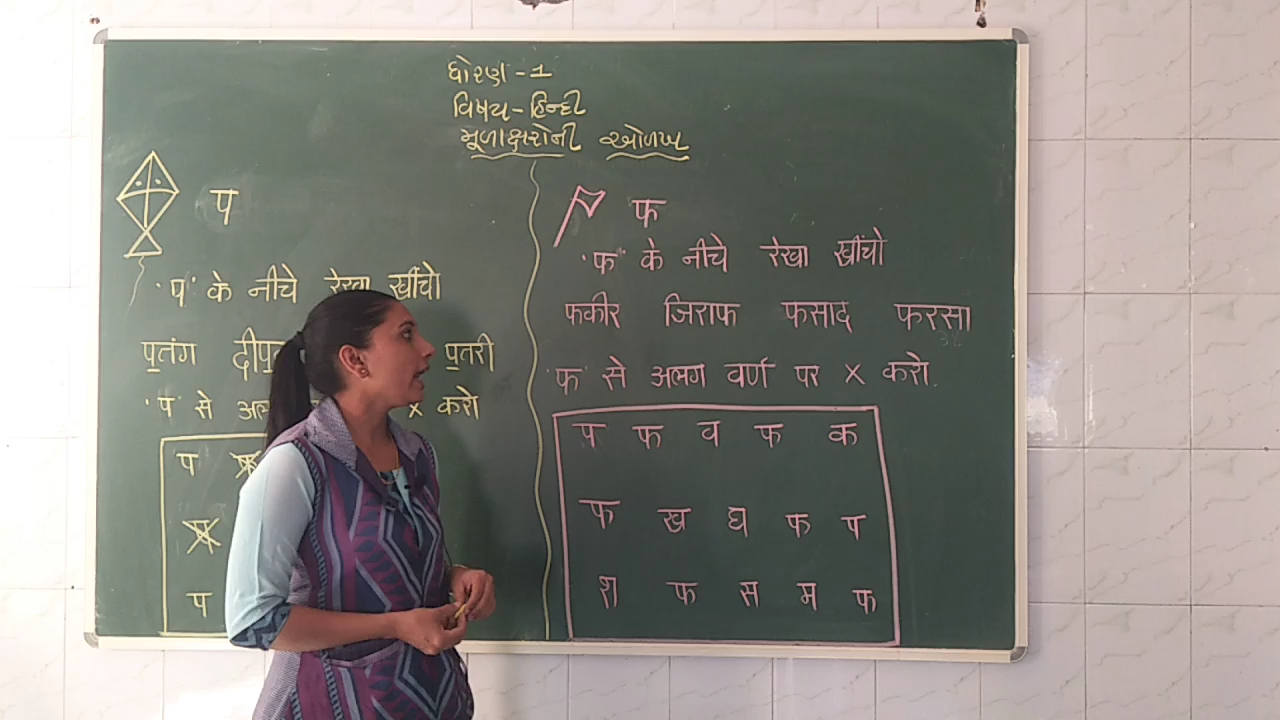 ધોરણ - 1
વિષય - હિન્દી
મૂળાક્ષરોની ઓળખ
प
'प' के नीचे रेखा खींचो
पतंग पतरी
'प' से × करो
प
प
प
फ
'फ' के नीचे रेखा खींचो
फकीर जिराफ फसाद फरसा
'फ' से अलग वर्ण पर × करो.
प फ व फ क
फ ख घ फ प
श फ स म फ